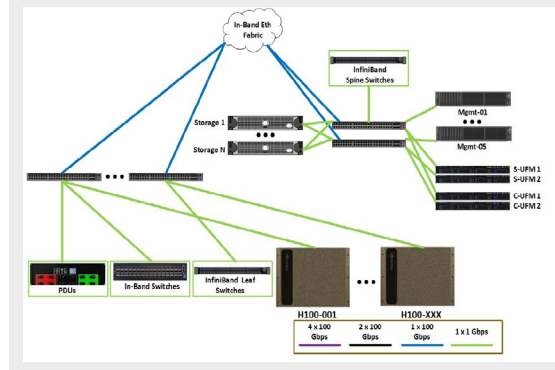 In-Band Eth
Fabric
InfiniBand
Spine Switches
Storage 1
Storage N
Mgmt-01
Mgmt-05
S-UFM 1
S-UFM 2
C-UFM 1
C-UFM 2
PDUs
In-Band Switches
InfiniBand Leaf
Switches
H100-001
H100-XXX
4 x 100
Gbps
2 x 100
Gbps
1 x 100
Gbps
1 x 1 Gbps